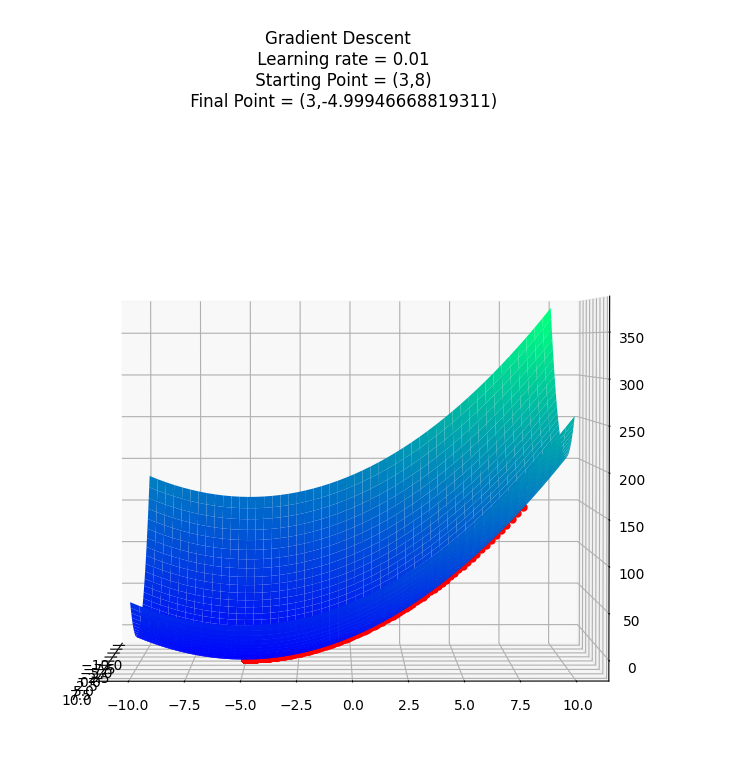 Gradient Descent
Learning rate = 0.01
Starting Point = (3,8)
Final Point = (3,-4.99946668819311)
350
300
250
200
150
100
50
0
10.0
−10.0 −7.5 −5.0 −2.5 0.0 2.5 5.0 7.5 10.0